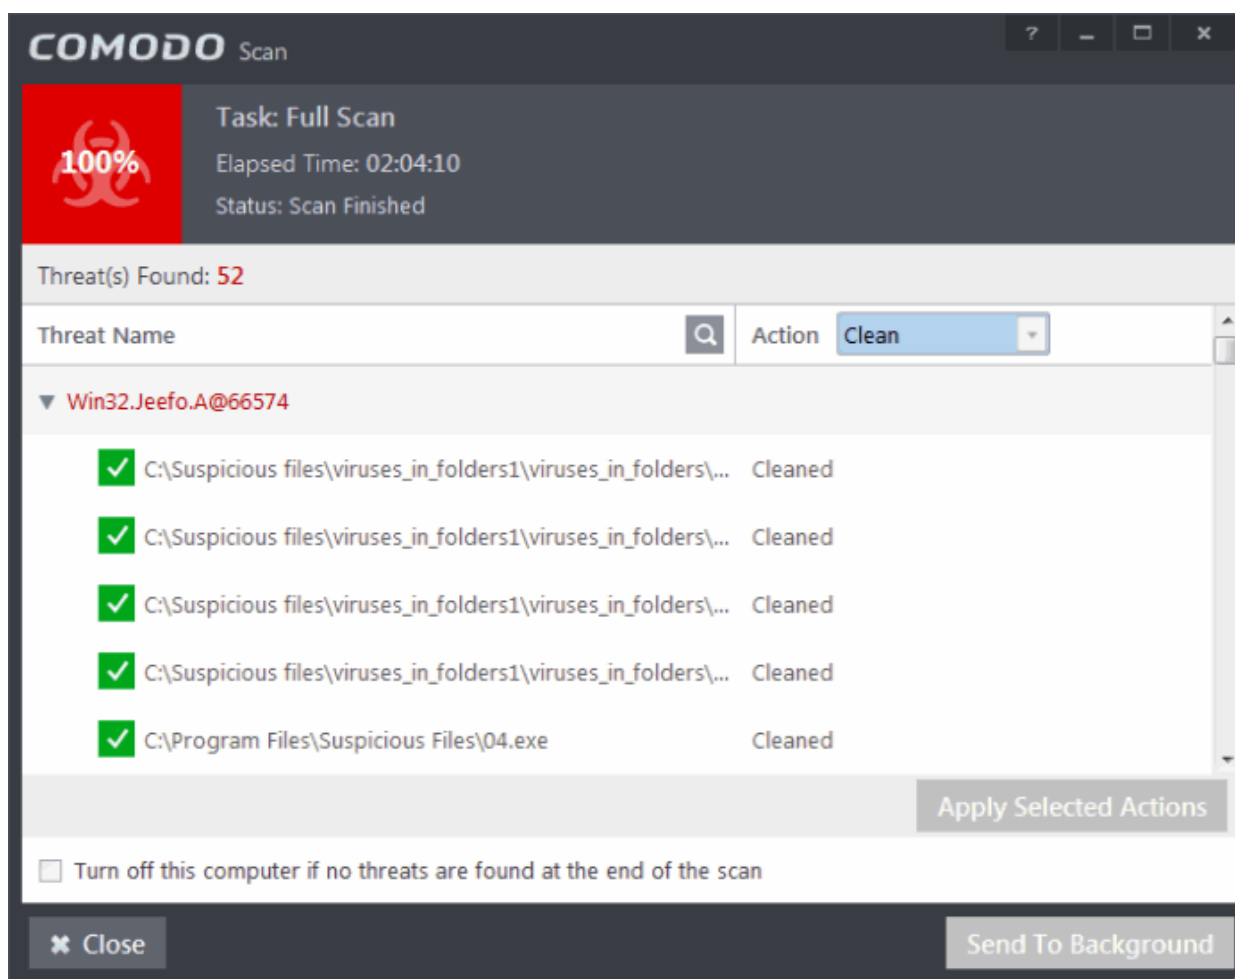 COMODO Scan
? _ x
100%
Task: Full Scan
Elapsed Time: 02:04:10
Status: Scan Finished
Threat(s) Found: 52
Threat Name
Action Clean
Win32.Jeefo.A@66574
C:\Suspicious files\viruses_in_folders1\viruses_in_folders\... Cleaned
C:\Suspicious files\viruses_in_folders1\viruses_in_folders\... Cleaned
C:\Suspicious files\viruses_in_folders1\viruses_in_folders\... Cleaned
C:\Suspicious files\viruses_in_folders1\viruses_in_folders\... Cleaned
C:\Program Files\Suspicious Files\04.exe Cleaned
Apply Selected Actions
Turn off this computer if no threats are found at the end of the scan
Close
Send To Background